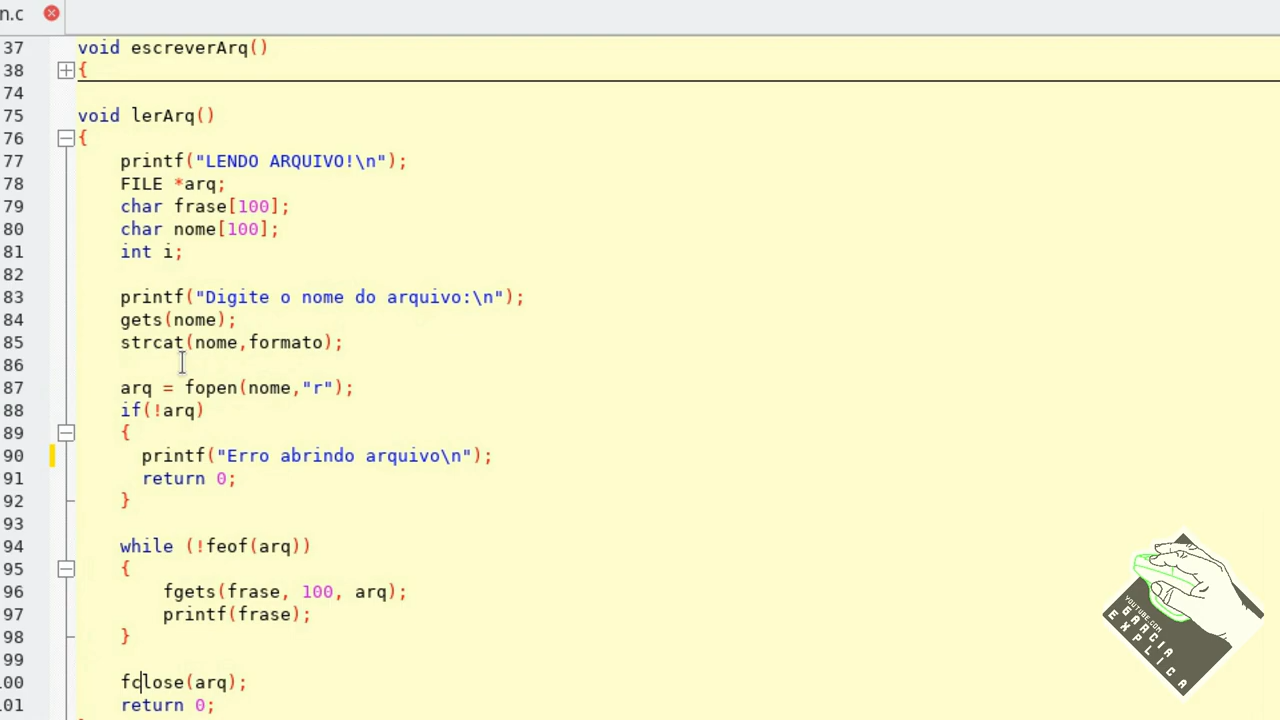 n.c
37 void escreverArq()
38 {
74
75 void lerArq()
76 {
77 printf("LENDO ARQUIVO!\n");
78 FILE *arq;
79 char frase[100];
80 char nome[100];
81 int i;
82
83 printf("Digite o nome do arquivo:\n");
84 gets(nome);
85 strcat(nome,formato);
86
87 arq = fopen(nome,"r");
88 if(!arq)
89 {
90 printf("Erro abrindo arquivo\n");
91 return 0;
92 }
93
94 while (!feof(arq))
95 {
96 fgets(frase, 100, arq);
97 printf(frase);
98 }
99
00 fclose(arq);
01 return 0;
YOUTUBE.COM
GARCIA
EXPLICA